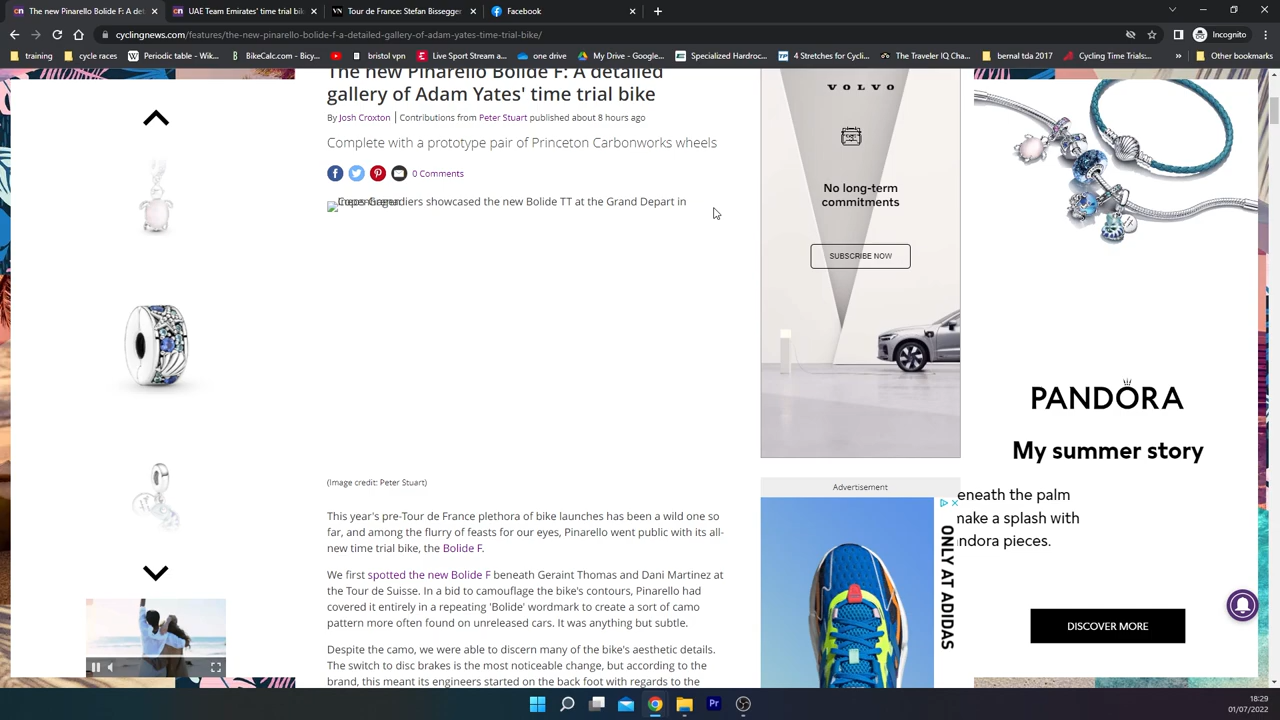 The new Pinarello Bolide F: A det
UAE Team Emirates' time trial bik
Tour de France: Stefan Bissegger
Facebook
cyclingnews.com/features/the-new-pinarello-bolide-f-a-detailed-gallery-of-adam-yates-time-trial-bike/
Incognito
training
cycle races
Periodic table - Wi
BikeCalc.com - Bicy
bristol vpn
Live Sport Stream a
one drive
My Drive - Google
Specialized Hardroc
4 Stretches for Cycl
The Traveler IQ Cha
bernal tda 2017
Cycling Time Trials:
Other bookmarks
The new Pinarello Bolide F: A detailed
gallery of Adam Yates' time trial bike
By Josh Croxton | Contributions from Peter Stuart published about 8 hours ago
Complete with a prototype pair of Princeton Carbonworks wheels
0 Comments
Ineos Grenadiers showcased the new Bolide TT at the Grand Depart in
Copenhagen
(Image credit: Peter Stuart)
This year's pre-Tour de France plethora of bike launches has been a wild one so
far, and among the flurry of feasts for our eyes, Pinarello went public with its all-
new time trial bike, the Bolide F.
We first spotted the new Bolide F beneath Geraint Thomas and Dani Martinez at
the Tour de Suisse. In a bid to camouflage the bike's contours, Pinarello had
covered it entirely in a repeating 'Bolide' wordmark to create a sort of camo
pattern more often found on unreleased cars. It was anything but subtle.
Despite the camo, we were able to discern many of the bike's aesthetic details.
The switch to disc brakes is the most noticeable change, but according to the
brand, this meant its engineers started on the back foot with regards to the
VOLVO
No long-term
commitments
SUBSCRIBE NOW
Advertisement
ONLY AT ADIDAS
PANDORA
My summer story
eneath the palm
make a splash with
ndora pieces.
DISCOVER MORE
18:29
01/07/2022